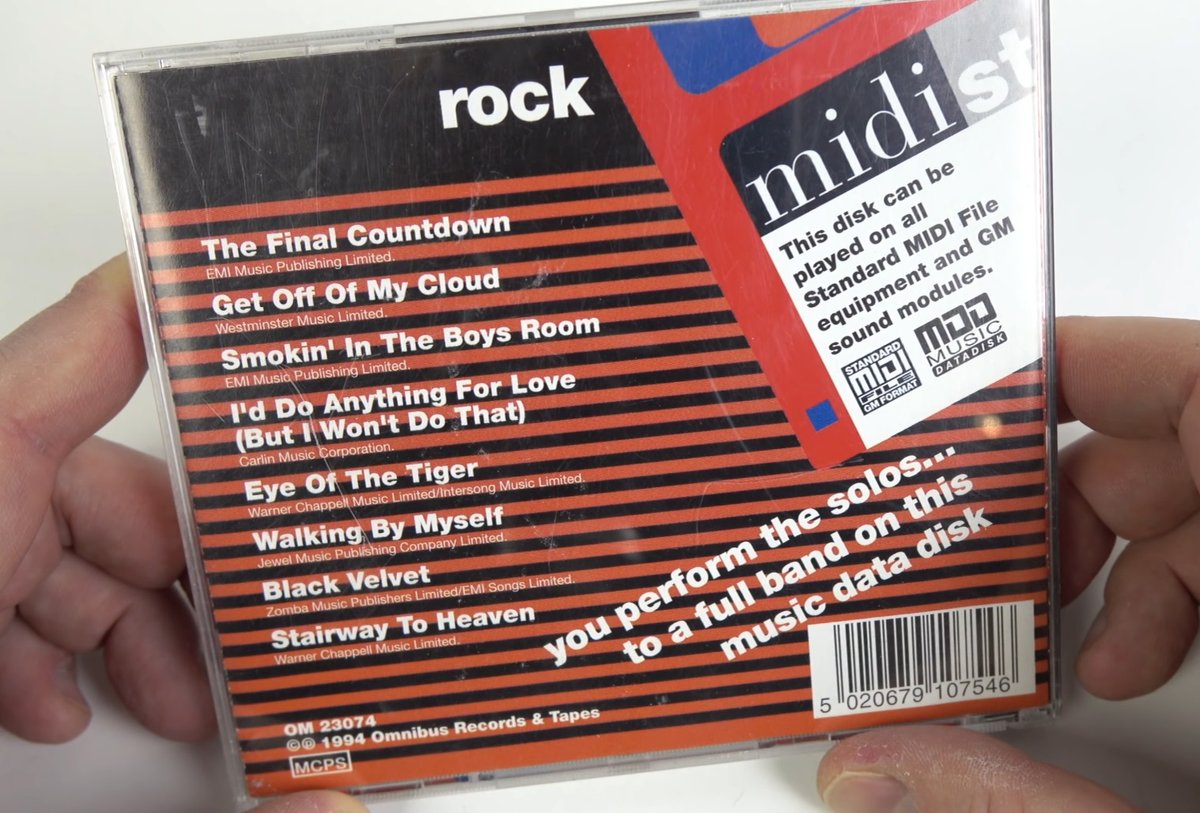 rock
The Final Countdown
EMI Music Publishing Limited.
Get Off Of My Cloud
Westminster Music Limited.
Smokin' In The Boys Room
EMI Music Publishing Limited.
I'd Do Anything For Love
(But I Won't Do That)
Carlin Music Corporation.
Eye Of The Tiger
Warner Chappell Music Limited/Intersong Music Limited.
Walking By Myself
Jewel Music Publishing Company Limited.
Black Velvet
Zomba Music Publishers Limited/EMI Songs Limited.
Stairway To Heaven
Warner Chappell Music Limited.
OM 23074
©℗ 1994 Omnibus Records & Tapes
MCPS
midist
This disk can be
played on all
Standard MIDI File
equipment and GM
sound modules.
STANDARD
MIDI
FILE
GM FORMAT
MDD
MUSIC
DATADISK
you perform the solos...
to a full band on this
music data disk
5 020679 107546